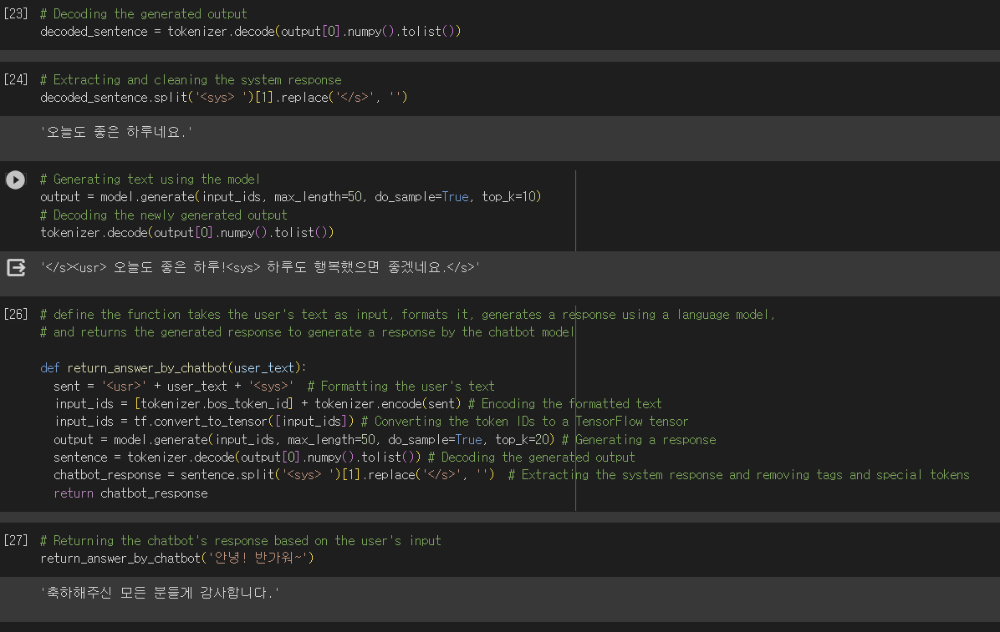 [23] # Decoding the generated output
decoded_sentence = tokenizer.decode(output[0].numpy().tolist())
[24] # Extracting and cleaning the system response
decoded_sentence.split('<sys> ')[1].replace('</s>', '')
'오늘도 좋은 하루네요.'
# Generating text using the model
output = model.generate(input_ids, max_length=50, do_sample=True, top_k=10)
# Decoding the newly generated output
tokenizer.decode(output[0].numpy().tolist())
'</s><usr> 오늘도 좋은 하루!<sys> 하루도 행복했으면 좋겠네요.</s>'
[26] # define the function takes the user's text as input, formats it, generates a response using a language model,
# and returns the generated response to generate a response by the chatbot model
def return_answer_by_chatbot(user_text):
sent = '<usr>' + user_text + '<sys>' # Formatting the user's text
input_ids = [tokenizer.bos_token_id] + tokenizer.encode(sent) # Encoding the formatted text
input_ids = tf.convert_to_tensor([input_ids]) # Converting the token IDs to a TensorFlow tensor
output = model.generate(input_ids, max_length=50, do_sample=True, top_k=20) # Generating a response
sentence = tokenizer.decode(output[0].numpy().tolist()) # Decoding the generated output
chatbot_response = sentence.split('<sys> ')[1].replace('</s>', '') # Extracting the system response and removing tags and special tokens
return chatbot_response
[27] # Returning the chatbot's response based on the user's input
return_answer_by_chatbot('안녕! 반가워~')
'축하해주신 모든 분들게 감사합니다.'